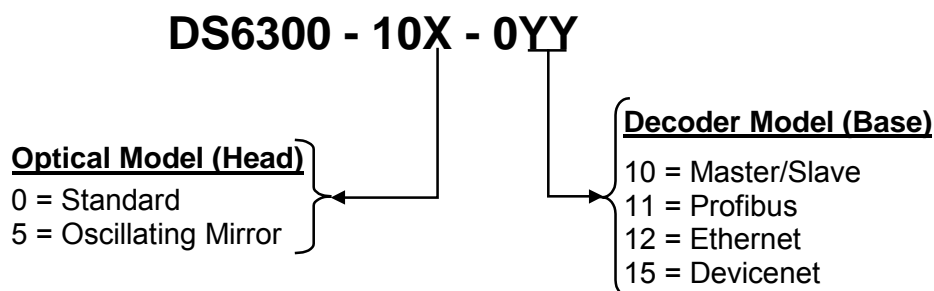 DS6300 - 10X - 0YY
Optical Model (Head)
0 = Standard
5 = Oscillating Mirror
Decoder Model (Base)
10 = Master/Slave
11 = Profibus
12 = Ethernet
15 = Devicenet